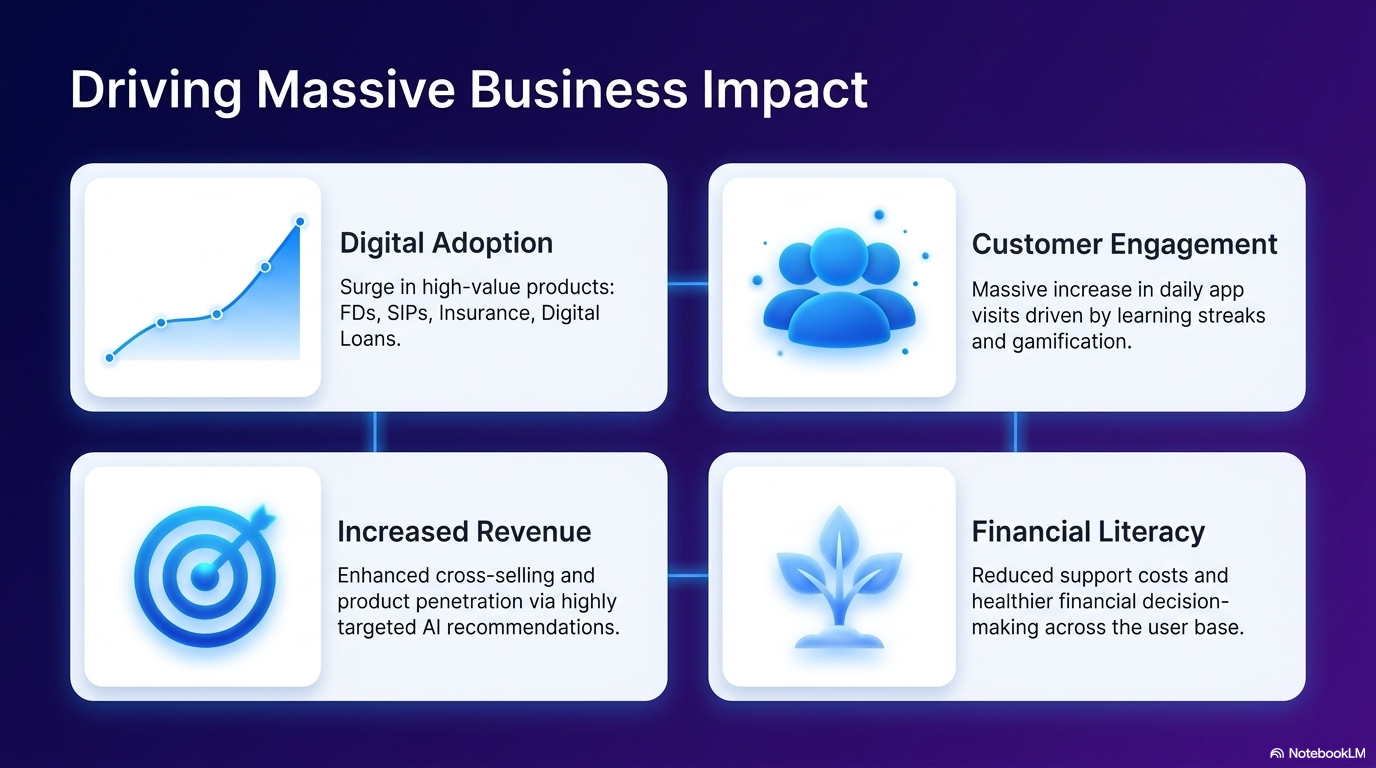 Driving Massive Business Impact
Digital Adoption
Surge in high-value products:
FDs, SIPs, Insurance, Digital
Loans.
Customer Engagement
Massive increase in daily app
visits driven by learning streaks
and gamification.
Increased Revenue
Enhanced cross-selling and
product penetration via highly
targeted AI recommendations.
Financial Literacy
Reduced support costs and
healthier financial decision-
making across the user base.
NotebookLM